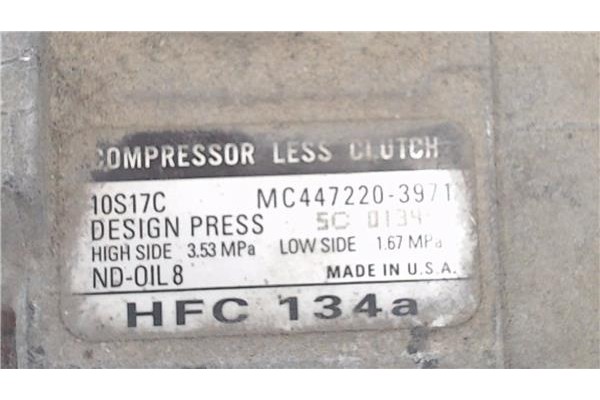 COMPRESSOR LESS CLUTCH
10S17C MC447220-3971
DESIGN PRESS 5C 0134
HIGH SIDE 3.53 MPa LOW SIDE 1.67 MPa
ND-OIL 8 MADE IN U.S.A.
HFC 134a